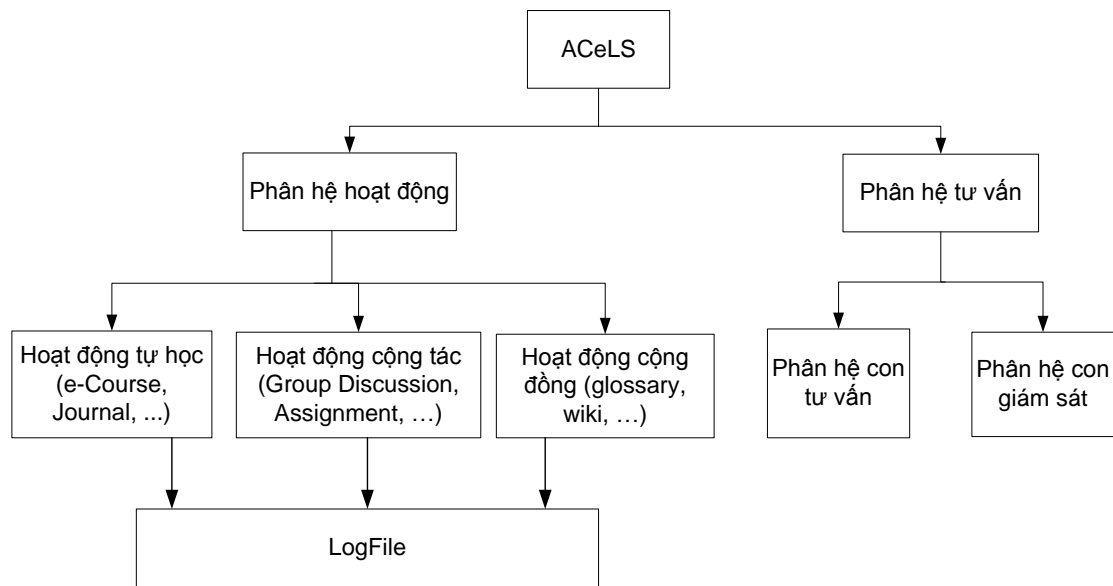 ACeLS
Phân hệ hoạt động
Phân hệ tư vấn
Hoạt động tự học
(e-Course,
Journal, ...)
Hoạt động cộng tác
(Group Discussion,
Assignment, …)
Hoạt động cộng
đồng (glossary,
wiki, …)
Phân hệ con
tư vấn
Phân hệ con
giám sát
LogFile